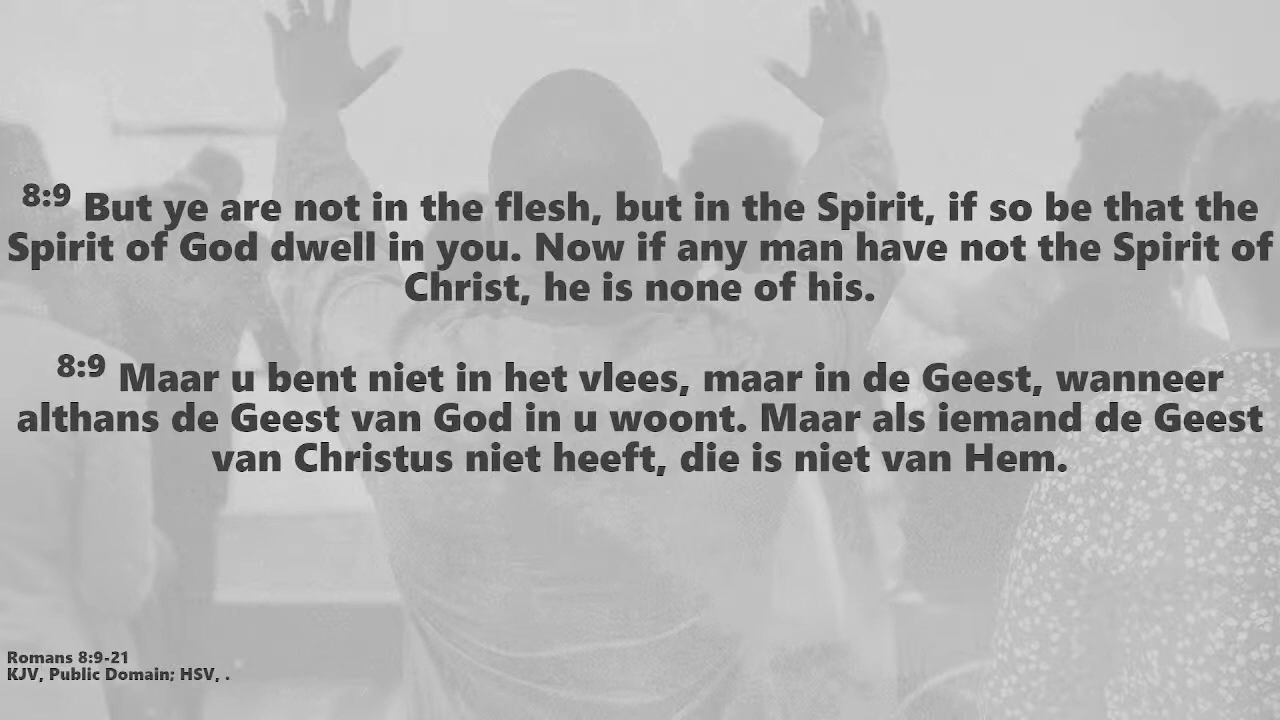 8:9 But ye are not in the flesh, but in the Spirit, if so be that the
Spirit of God dwell in you. Now if any man have not the Spirit of
Christ, he is none of his.
8:9 Maar u bent niet in het vlees, maar in de Geest, wanneer
althans de Geest van God in u woont. Maar als iemand de Geest
van Christus niet heeft, die is niet van Hem.
Romans 8:9-21
KJV, Public Domain; HSV, .